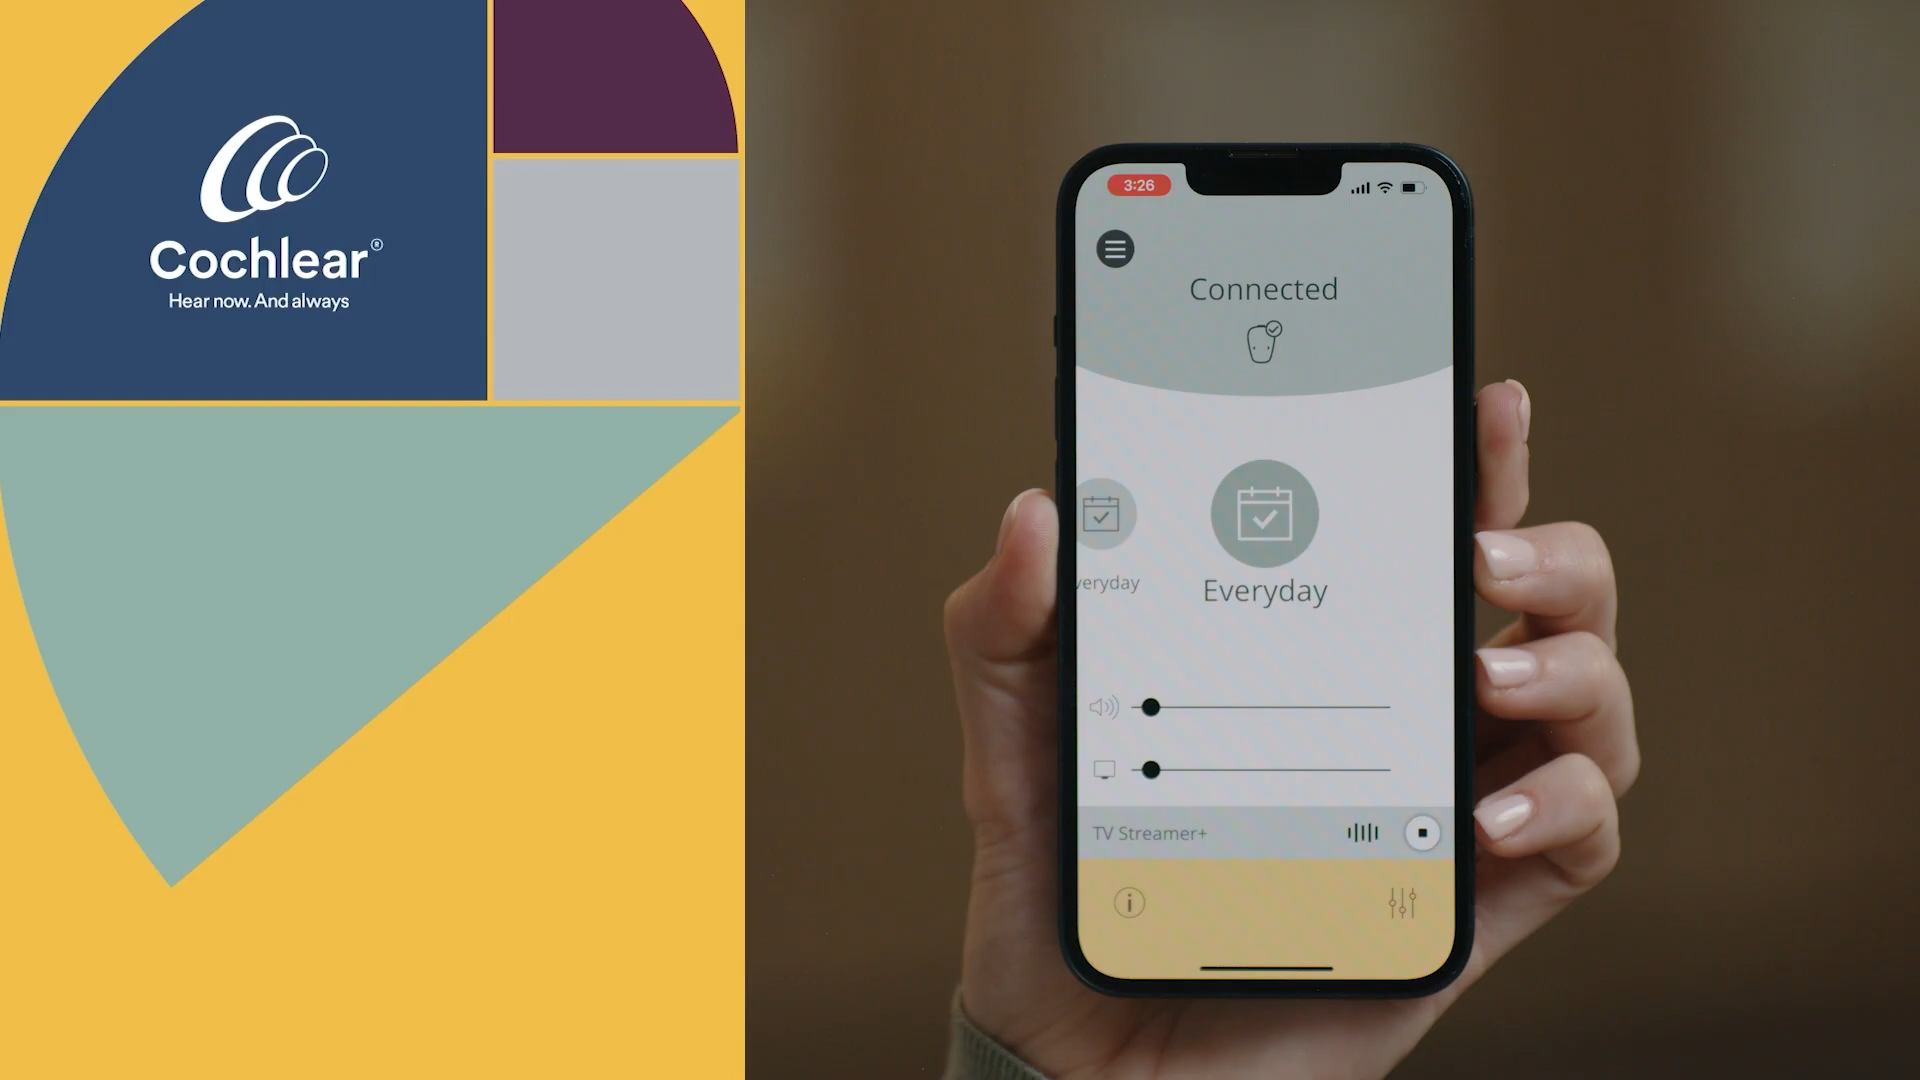 Cochlear®
Hear now. And always
3:26
Connected
veryday
Everyday
TV Streamer+